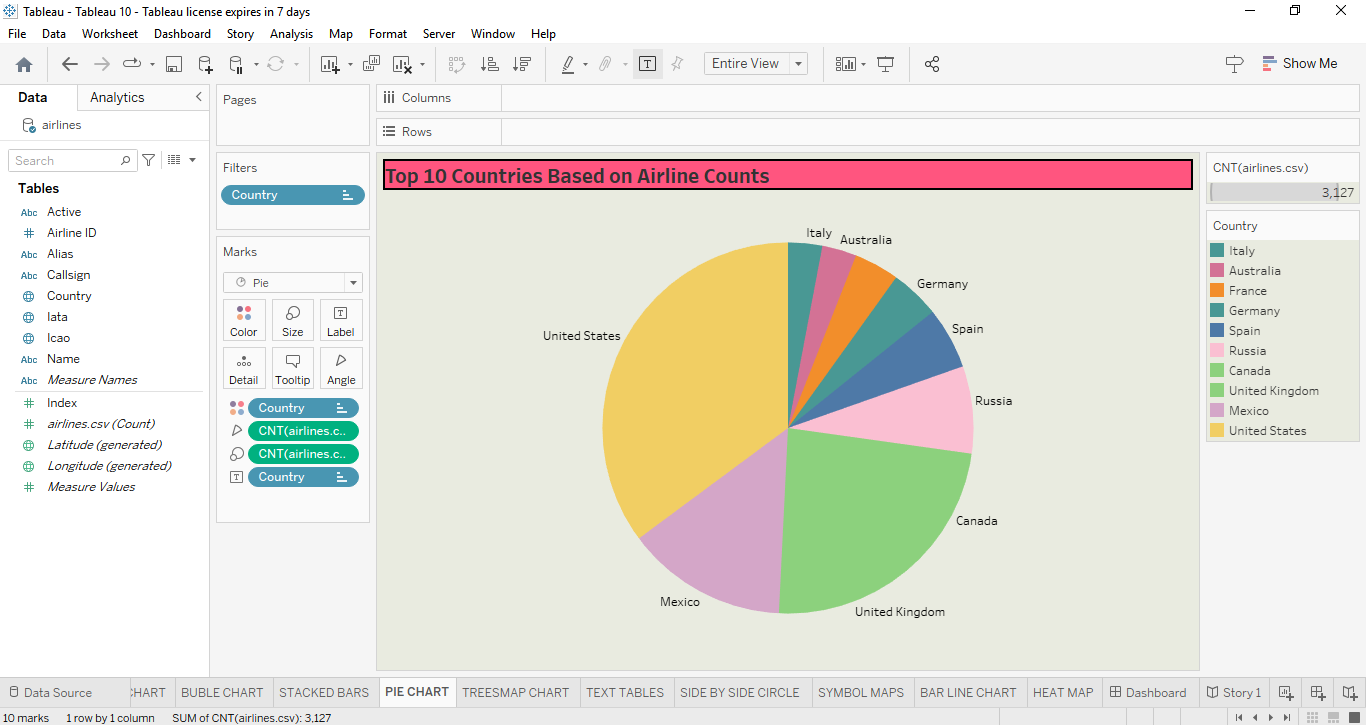 Tableau - Tableau 10 - Tableau license expires in 7 days
File Data Worksheet Dashboard Story Analysis Map Format Server Window Help
Entire View
Show Me
Data Analytics
airlines
Search
Tables
Abc Active
# Airline ID
Abc Alias
Abc Callsign
Country
Iata
Icao
Abc Name
Abc Measure Names
# Index
# airlines.csv (Count)
Latitude (generated)
Longitude (generated)
# Measure Values
Pages
Filters
Country
Marks
Pie
Color Size T Label
Detail Tooltip Angle
Country
CNT(airlines.c..
CNT(airlines.c..
T Country
Columns
Rows
Top 10 Countries Based on Airline Counts
Italy
Australia
Germany
Spain
United States
Russia
Canada
Mexico
United Kingdom
CNT(airlines.csv)
3,127
Country
Italy
Australia
France
Germany
Spain
Russia
Canada
United Kingdom
Mexico
United States
Data Source CHART BUBLE CHART STACKED BARS PIE CHART TREESMAP CHART TEXT TABLES SIDE BY SIDE CIRCLE SYMBOL MAPS BAR LINE CHART HEAT MAP Dashboard Story 1
10 marks 1 row by 1 column SUM of CNT(airlines.csv): 3,127